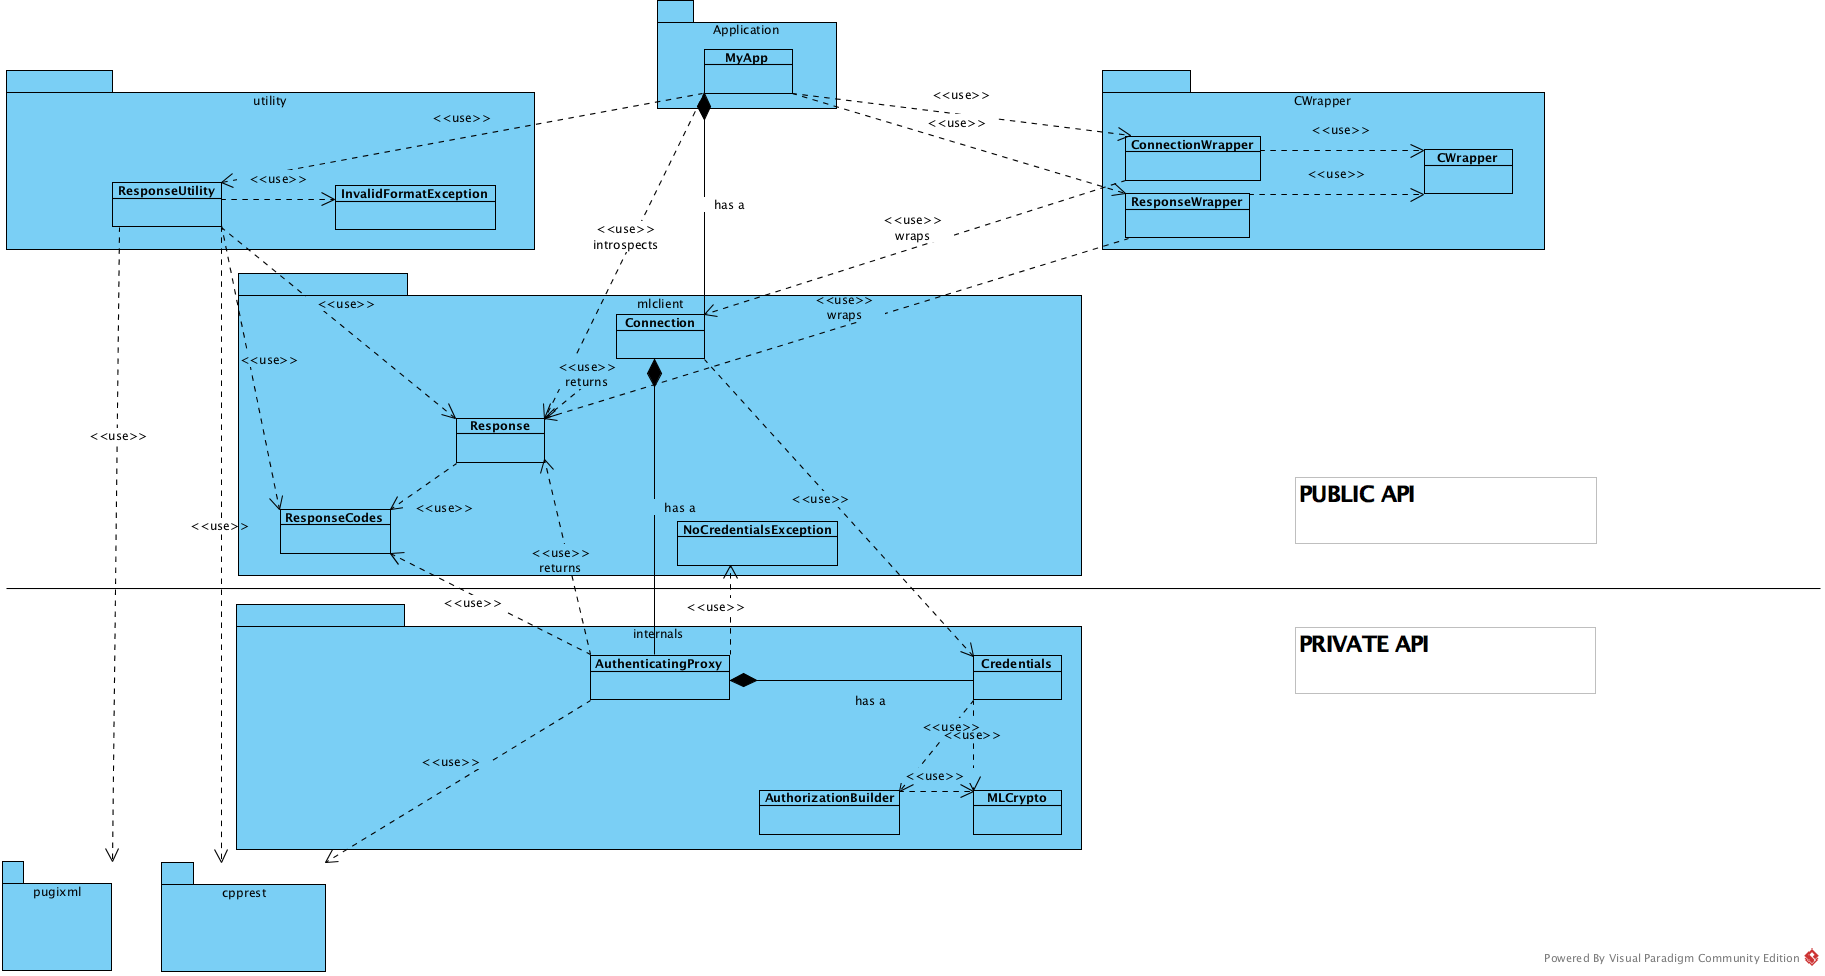 Application
MyApp
utility
CWrapper
<<use>>
<<use>>
<<use>>
<<use>>
ConnectionWrapper
CWrapper
<<use>>
<<use>>
ResponseUtility
InvalidFormatException
ResponseWrapper
has a
<<use>>
wraps
<<use>>
introspects
<<use>>
mlclient
<<use>>
wraps
Connection
<<use>>
<<use>>
returns
Response
<<use>>
PUBLIC API
<<use>>
<<use>>
has a
ResponseCodes
<<use>>
NoCredentialsException
<<use>>
returns
<<use>>
<<use>>
internals
PRIVATE API
AuthenticatingProxy
Credentials
has a
<<use>>
<<use>>
<<use>>
<<use>>
AuthorizationBuilder
MLCrypto
pugixml
cpprest
Powered By Visual Paradigm Community Edition